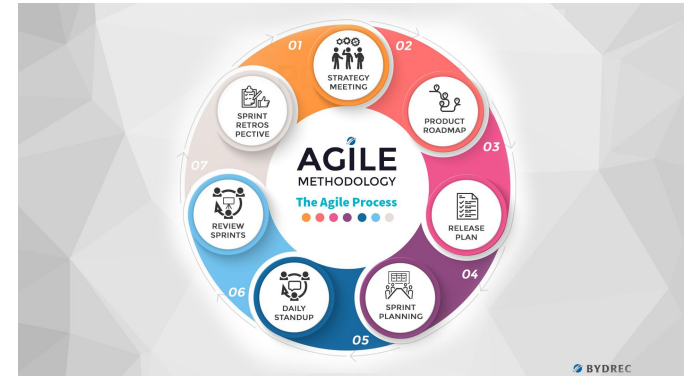 AGILE
METHODOLOGY
The Agile Process
01
STRATEGY
MEETING
02
PRODUCT
ROADMAP
03
RELEASE
PLAN
04
SPRINT
PLANNING
05
DAILY
STANDUP
06
REVIEW
SPRINTS
07
SPRINT
RETROS
PECTIVE
BYDREC